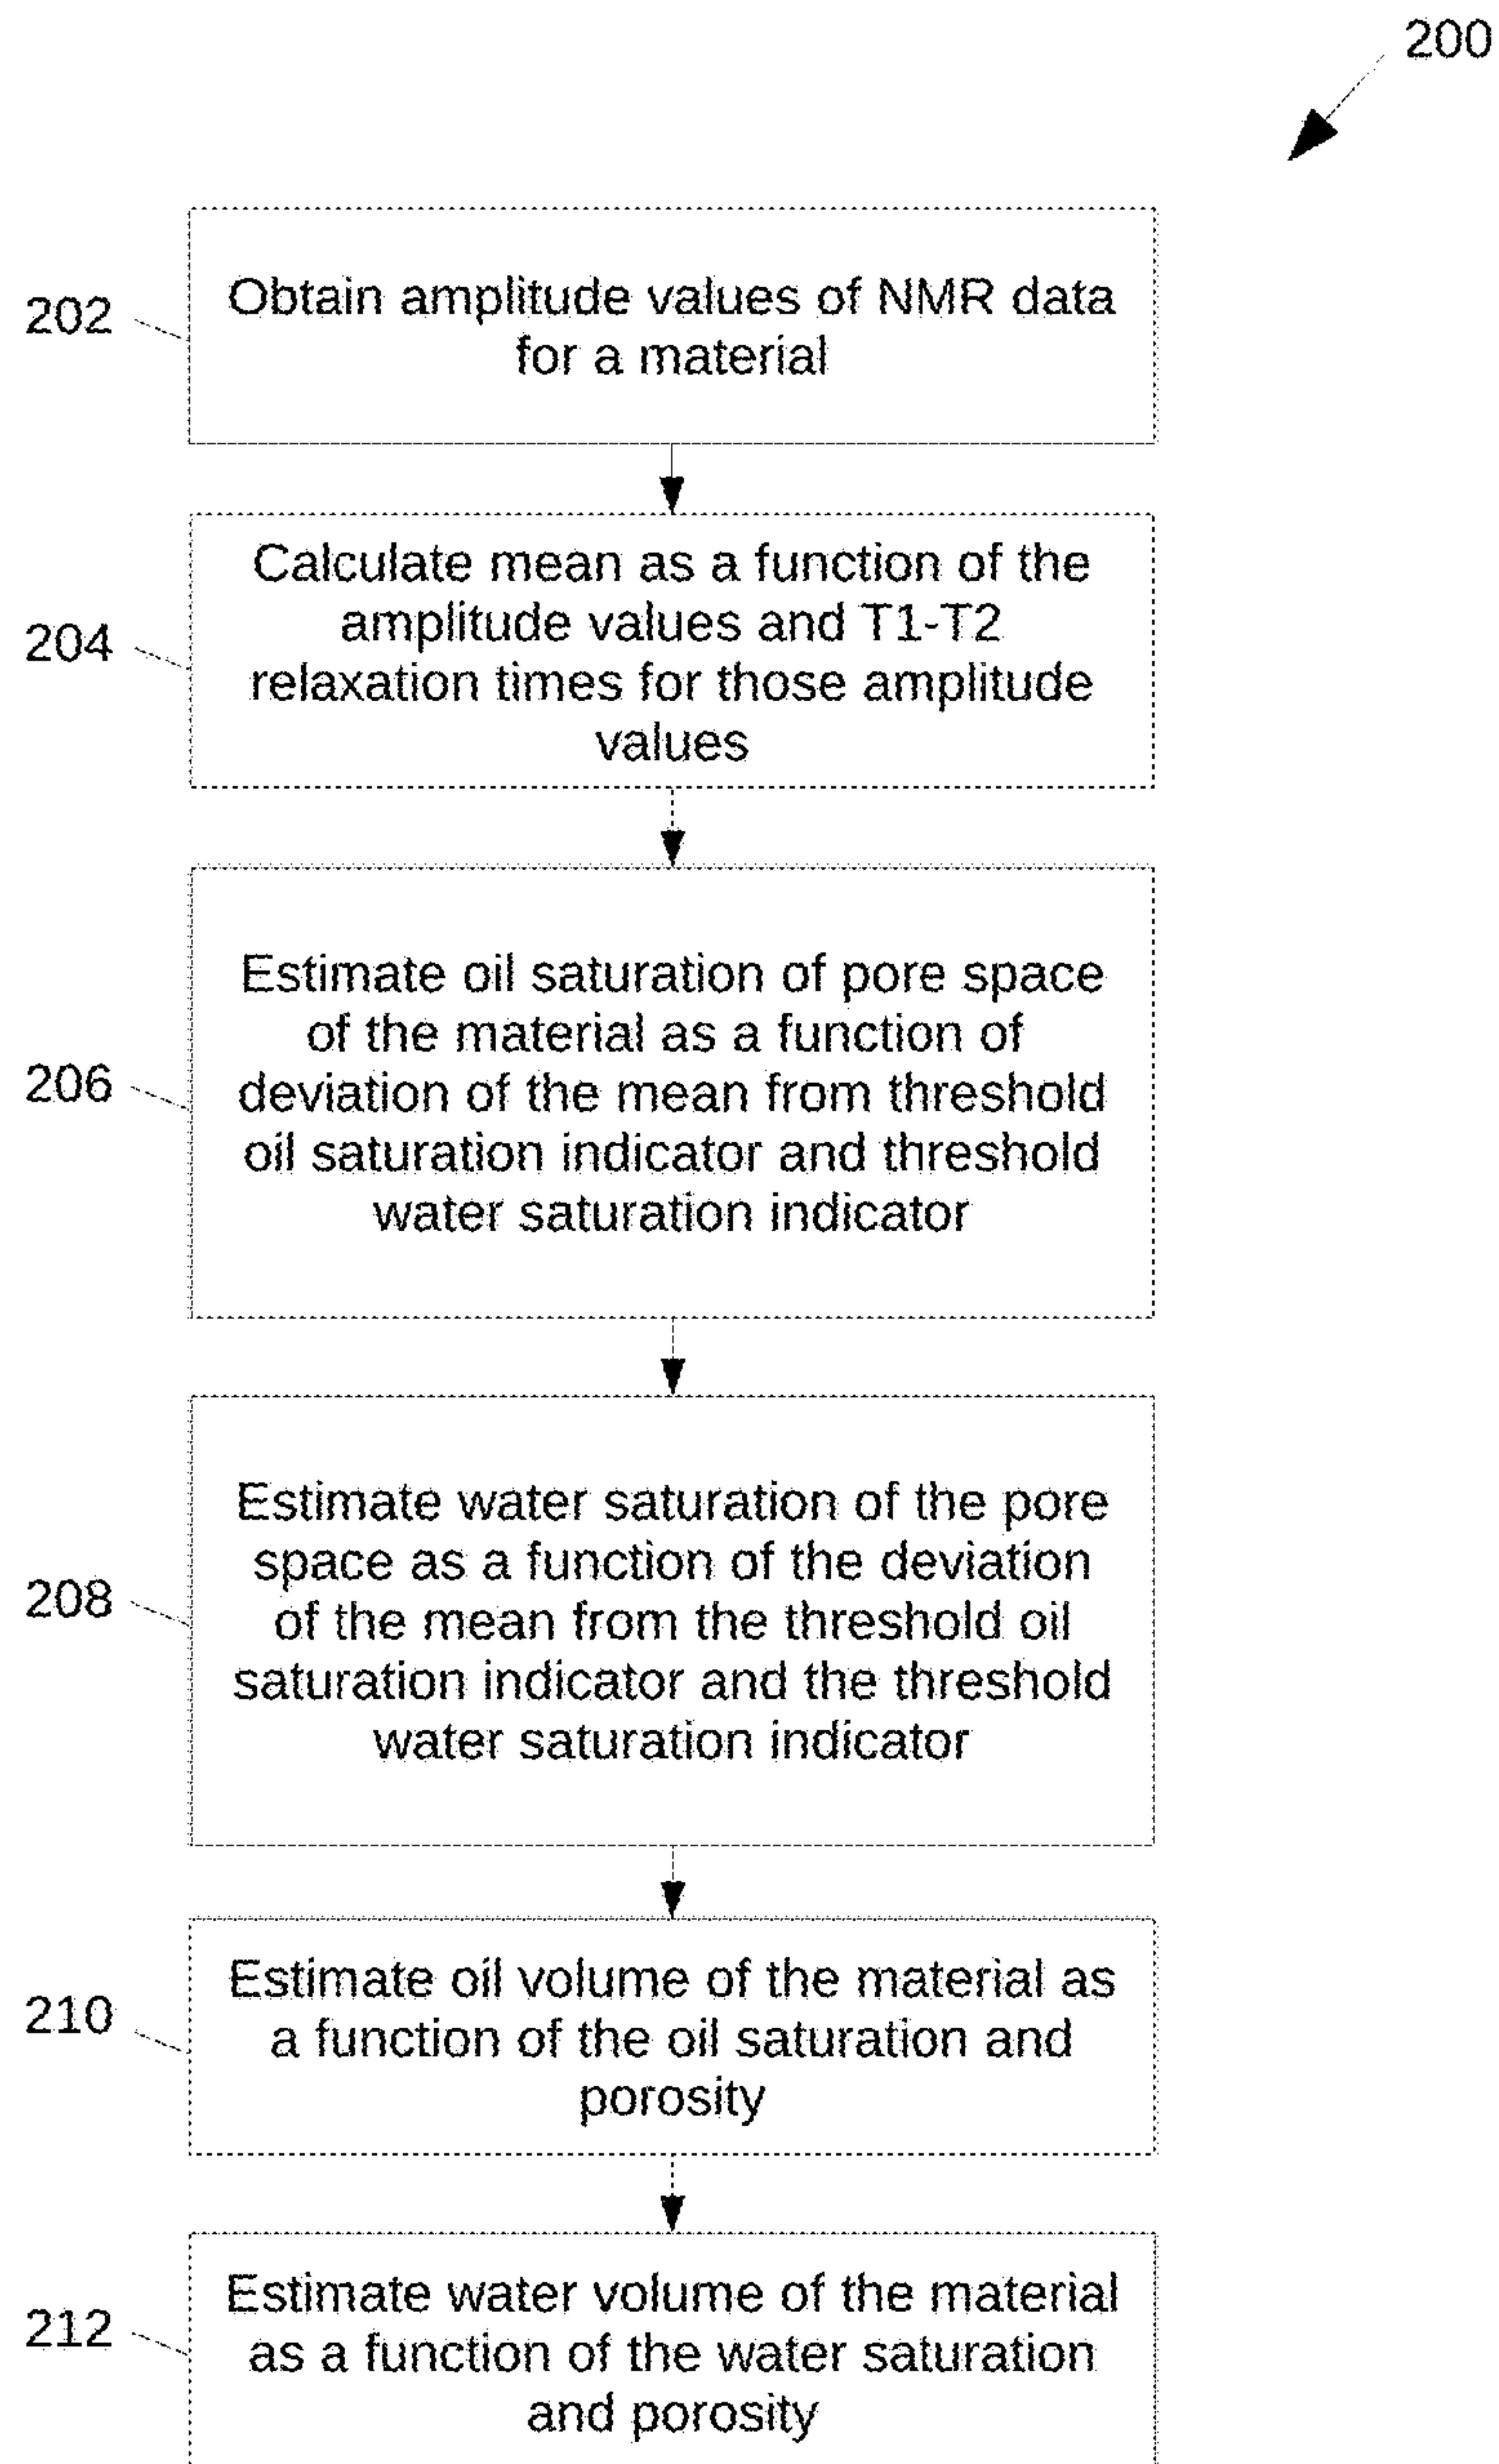 200
202
Obtain amplitude values of NMR data
for a material
204
Calculate mean as a function of the
amplitude values and T1-T2
relaxation times for those amplitude
values
206
Estimate oil saturation of pore space
of the material as a function of
deviation of the mean from threshold
oil saturation indicator and threshold
water saturation indicator
208
Estimate water saturation of the pore
space as a function of the deviation
of the mean from the threshold oil
saturation indicator and the threshold
water saturation indicator
210
Estimate oil volume of the material as
a function of the oil saturation and
porosity
212
Estimate water volume of the material
as a function of the water saturation
and porosity